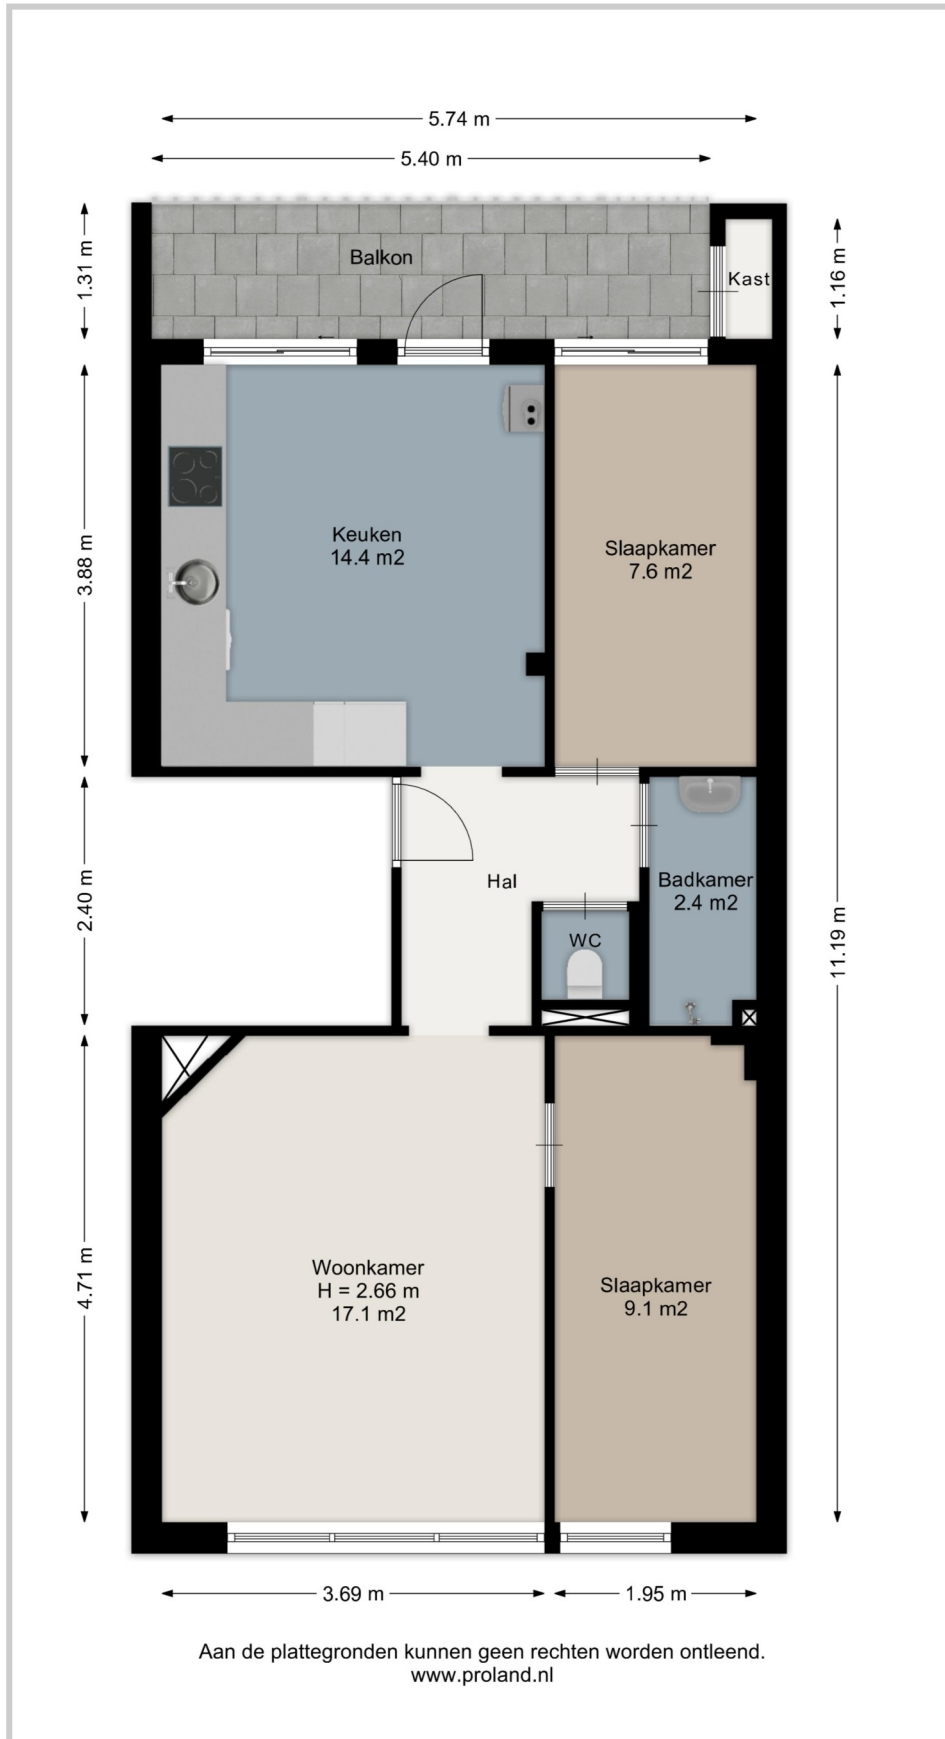 5.74 m
5.40 m
1.31 m
Balkon
Kast
1.16 m
3.88 m
Keuken
14.4 m2
Slaapkamer
7.6 m2
2.40 m
Hal
Badkamer
2.4 m2
WC
11.19 m
4.71 m
Woonkamer
H = 2.66 m
17.1 m2
Slaapkamer
9.1 m2
3.69 m
1.95 m
Aan de plattegronden kunnen geen rechten worden ontleend.
www.proland.nl